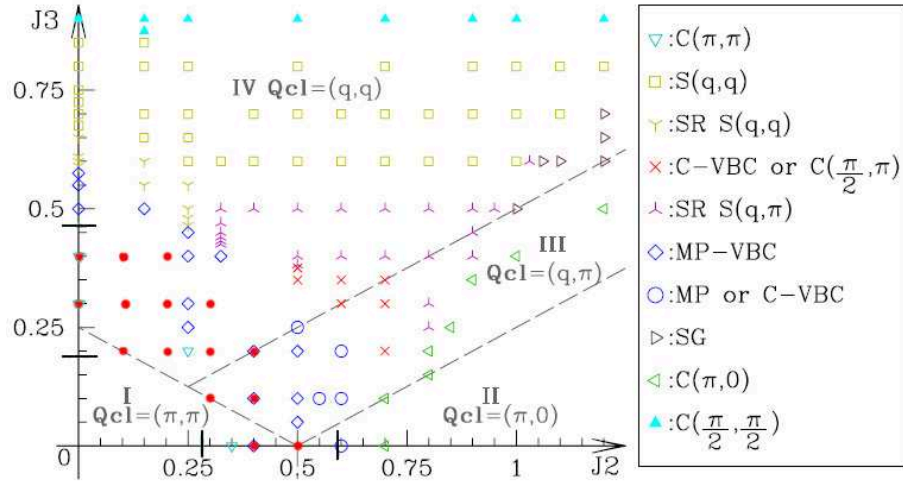 J3
0.75
0.5
0.25
0
0.25
0.5
0.75
1
J2
IV Qcl=(q,q)
III
Qcl=(q,π)
I
Qcl=(π,π)
II
Qcl=(π,0)
:C(π,π)
:S(q,q)
:SR S(q,q)
:C-VBC or C(π/2,π)
:SR S(q,π)
:MP-VBC
:MP or C-VBC
:SG
:C(π,0)
:C(π/2,π/2)